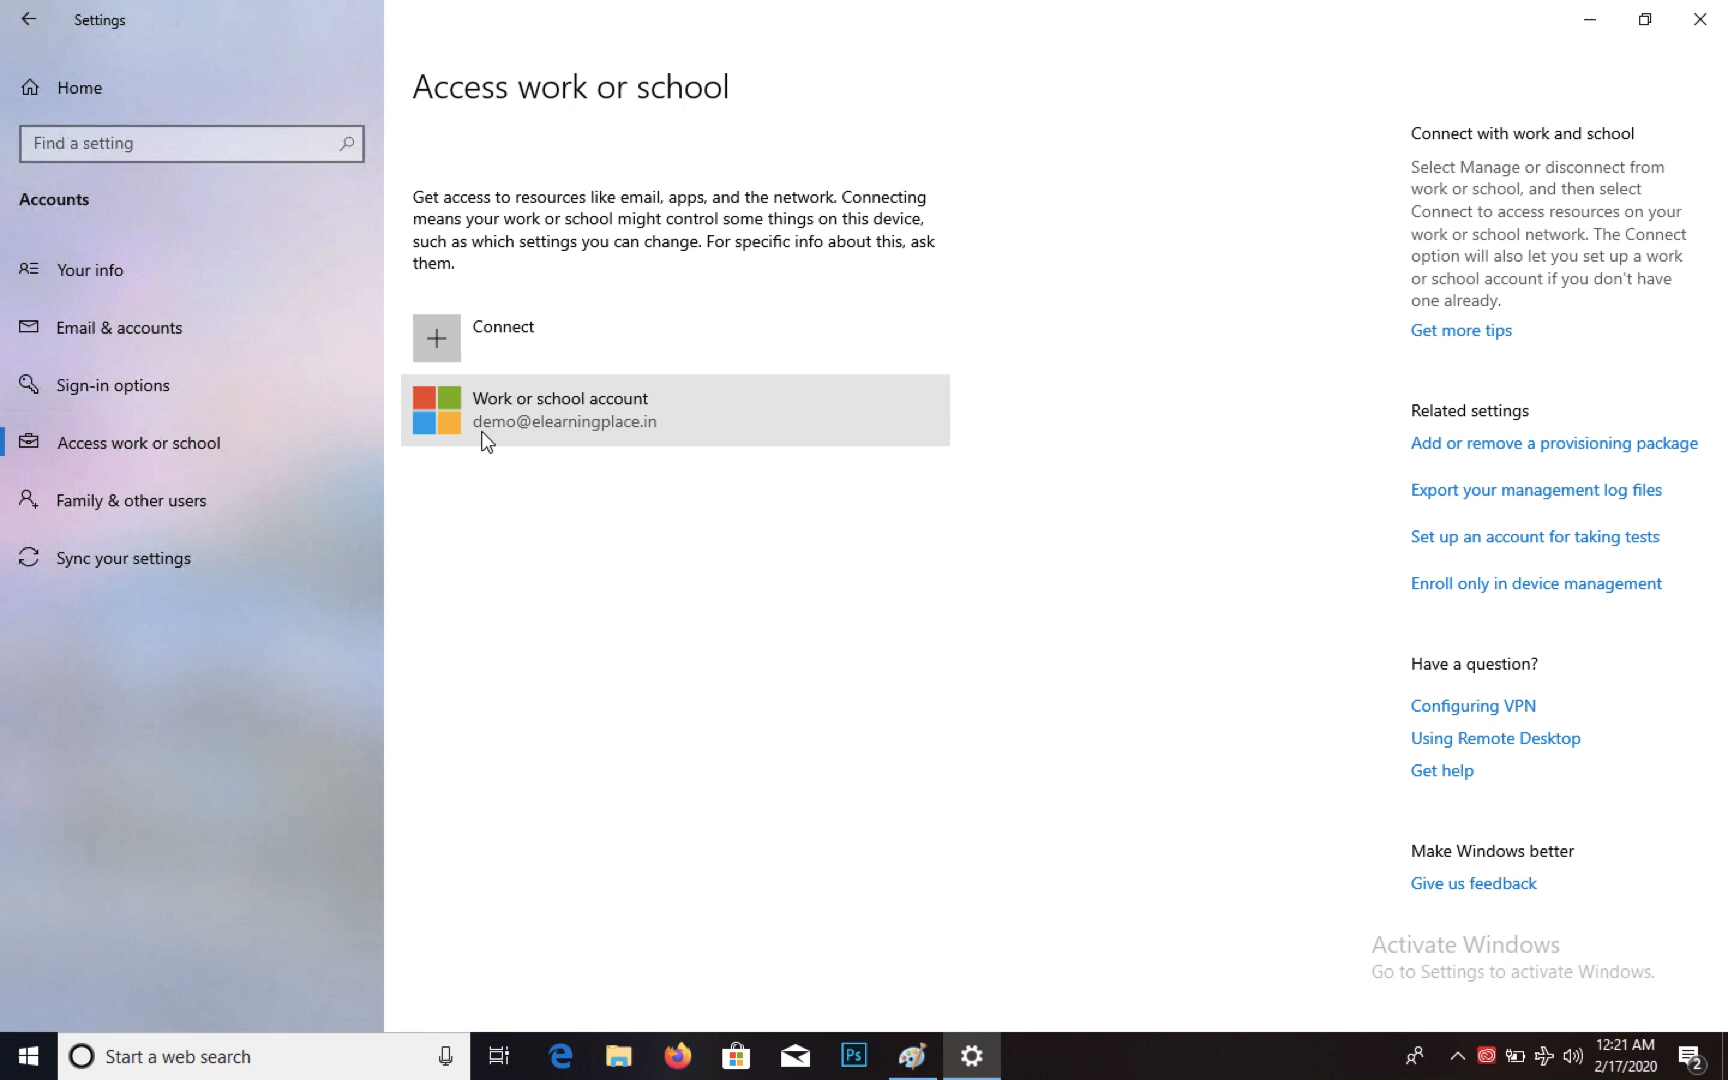 Settings
Home
Find a setting
Accounts
Your info
Email & accounts
Sign-in options
Access work or school
Family & other users
Sync your settings
Access work or school
Get access to resources like email, apps, and the network. Connecting
means your work or school might control some things on this device,
such as which settings you can change. For specific info about this, ask
them.
Connect
Work or school account
demo@elearningplace.in
Connect with work and school
Select Manage or disconnect from
work or school, and then select
Connect to access resources on your
work or school network. The Connect
option will also let you set up a work
or school account if you don't have
one already.
Get more tips
Related settings
Add or remove a provisioning package
Export your management log files
Set up an account for taking tests
Enroll only in device management
Have a question?
Configuring VPN
Using Remote Desktop
Get help
Make Windows better
Give us feedback
Activate Windows
Go to Settings to activate Windows.
Start a web search
Ps
12:21 AM
2/17/2020
2